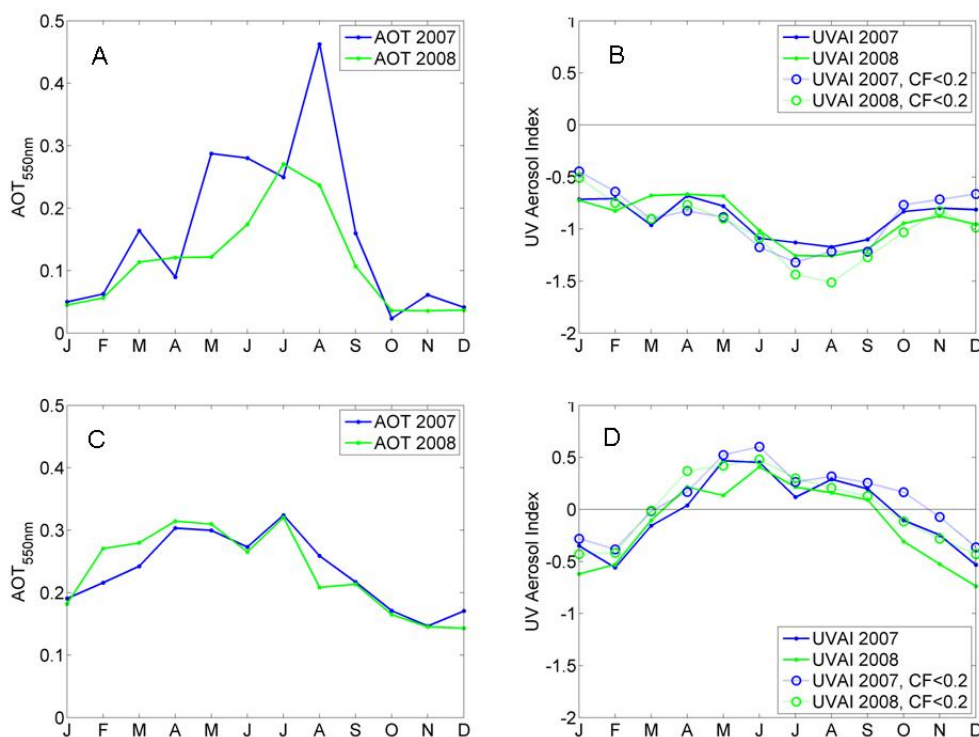 A
AOT 2007
AOT 2008
0.5
0.4
0.3
0.2
0.1
0
AOT550nm
J F M A M J J A S O N D
B
UVAI 2007
UVAI 2008
UVAI 2007, CF<0.2
UVAI 2008, CF<0.2
1
0.5
0
-0.5
-1
-1.5
-2
UV Aerosol Index
J F M A M J J A S O N D
C
AOT 2007
AOT 2008
0.5
0.4
0.3
0.2
0.1
0
AOT550nm
J F M A M J J A S O N D
D
1
0.5
0
-0.5
-1
-1.5
-2
UV Aerosol Index
UVAI 2007
UVAI 2008
UVAI 2007, CF<0.2
UVAI 2008, CF<0.2
J F M A M J J A S O N D